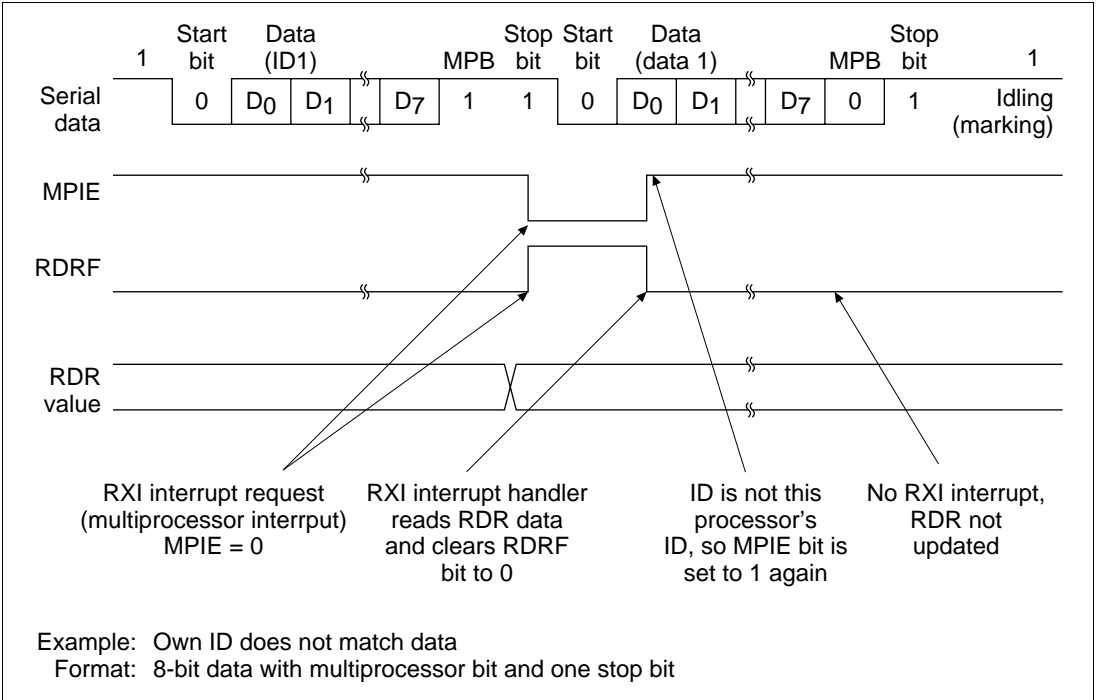 1 Start bit Data (ID1) MPB Stop bit Start bit Data (data 1) MPB Stop bit 1
Serial data 0 D0 D1 D7 1 1 0 D0 D1 D7 0 1 Idling (marking)
MPIE
RDRF
RDR value
RXI interrupt request
(multiprocessor interrput)
MPIE = 0
RXI interrupt handler
reads RDR data
and clears RDRF
bit to 0
ID is not this
processor's
ID, so MPIE bit is
set to 1 again
No RXI interrupt,
RDR not
updated
Example: Own ID does not match data
Format: 8-bit data with multiprocessor bit and one stop bit